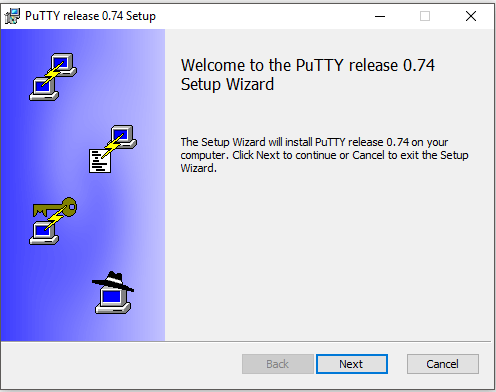 PuTTY release 0.74 Setup
Welcome to the PuTTY release 0.74
Setup Wizard
The Setup Wizard will install PuTTY release 0.74 on your
computer. Click Next to continue or Cancel to exit the Setup
Wizard.
Back
Next
Cancel